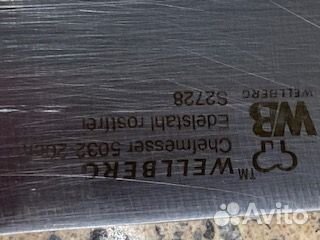 TM
WB
WELLBERG
WELLBERG
Chefmesser 5032
Edelstahl rostfrei
S2728
Avito